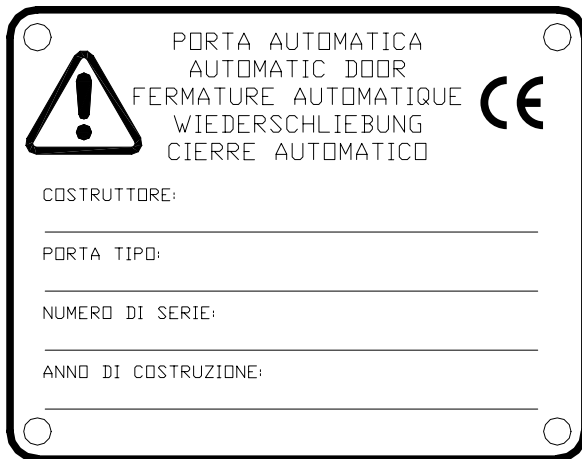 PORTA AUTOMATICA
AUTOMATIC DOOR
FERMATURE AUTOMATIQUE
WIEDERSCHLIEBUNG
CIERRE AUTOMATICO
CE
COSTRUTTORE:
PORTA TIPO:
NUMERO DI SERIE:
ANNO DI COSTRUZIONE: